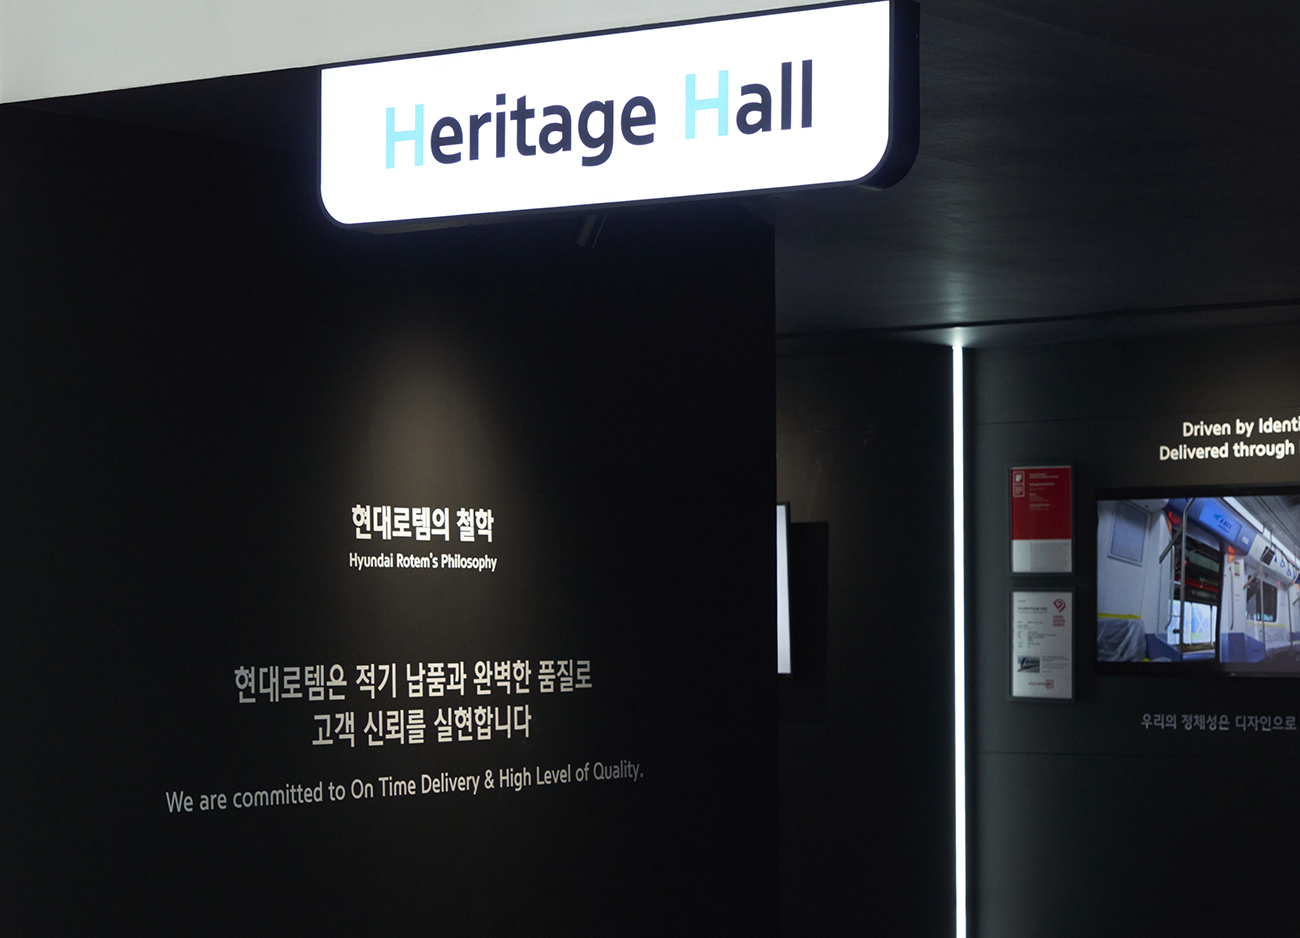 Heritage Hall
현대로템의 철학
Hyundai Rotem's Philosophy
현대로템은 적기 납품과 완벽한 품질로
고객 신뢰를 실현합니다
We are committed to On Time Delivery & High Level of Quality.
Driven by Identi
Delivered through
우리의 정체성은 디자인으로